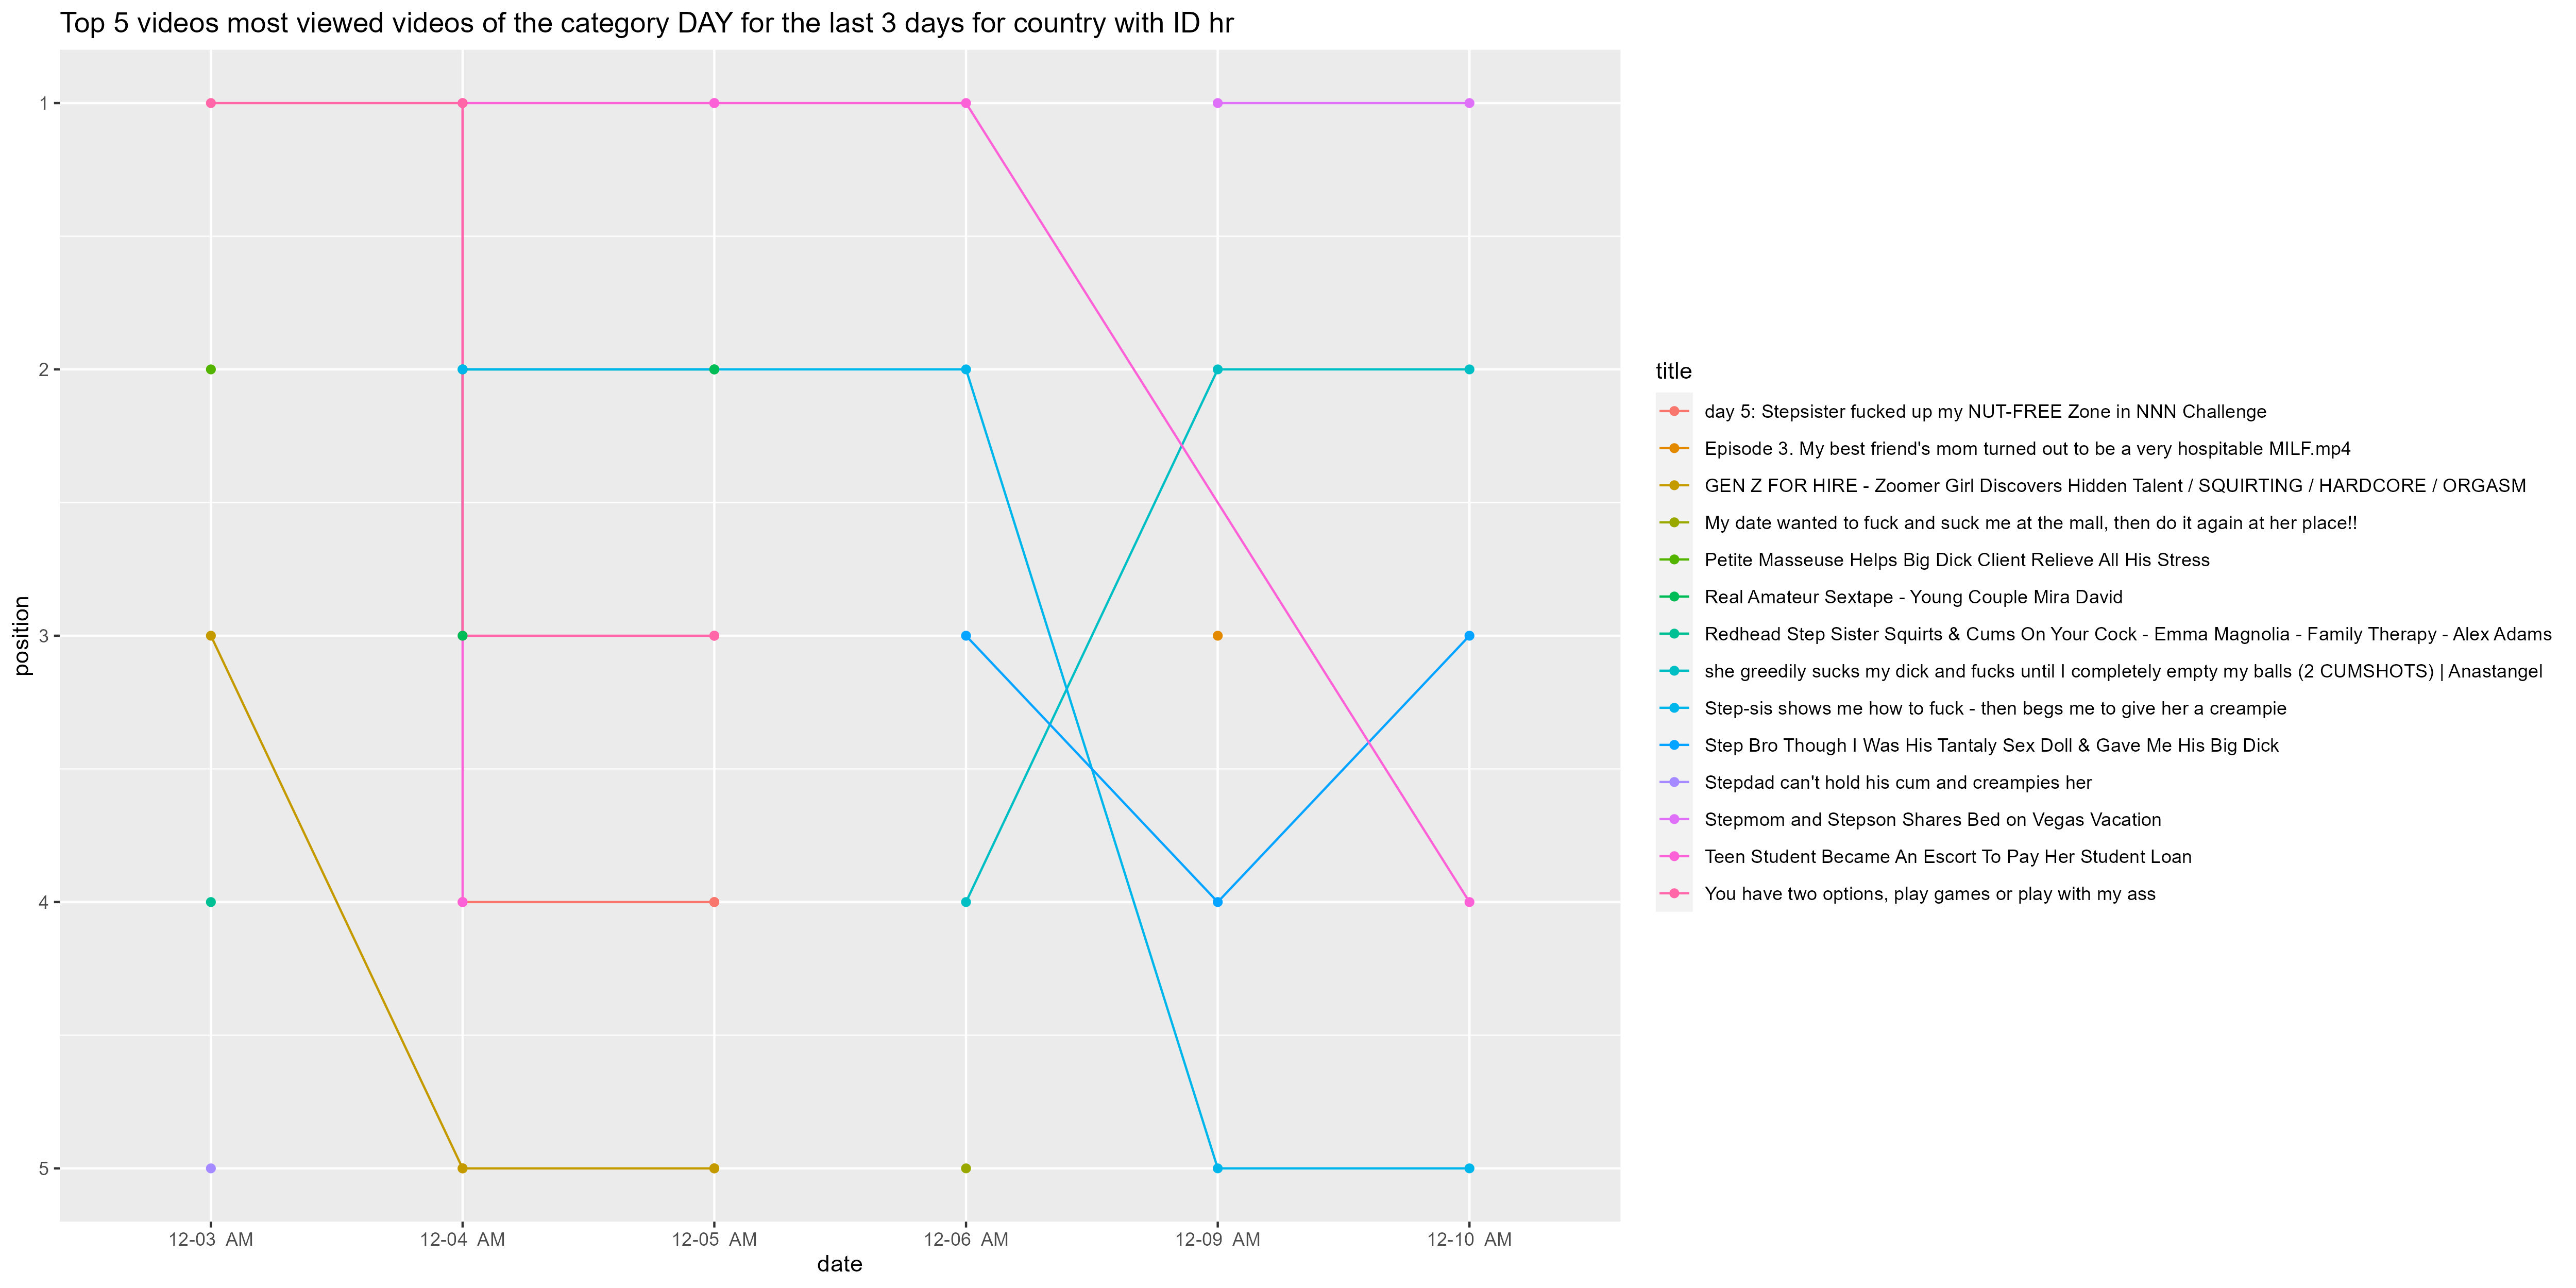 Top 5 videos most viewed videos of the category DAY for the last 3 days for country with ID hr
position
1
2
3
4
5
12-03 AM
12-04 AM
12-05 AM
12-06 AM
12-09 AM
12-10 AM
date
title
day 5: Stepsister fucked up my NUT-FREE Zone in NNN Challenge
Episode 3. My best friend's mom turned out to be a very hospitable MILF.mp4
GEN Z FOR HIRE - Zoomer Girl Discovers Hidden Talent / SQUIRTING / HARDCORE / ORGASM
My date wanted to fuck and suck me at the mall, then do it again at her place!!
Petite Masseuse Helps Big Dick Client Relieve All His Stress
Real Amateur Sextape - Young Couple Mira David
Redhead Step Sister Squirts & Cums On Your Cock - Emma Magnolia - Family Therapy - Alex Adams
she greedily sucks my dick and fucks until I completely empty my balls (2 CUMSHOTS) | Anastangel
Step-sis shows me how to fuck - then begs me to give her a creampie
Step Bro Though I Was His Tantaly Sex Doll & Gave Me His Big Dick
Stepdad can't hold his cum and creampies her
Stepmom and Stepson Shares Bed on Vegas Vacation
Teen Student Became An Escort To Pay Her Student Loan
You have two options, play games or play with my ass